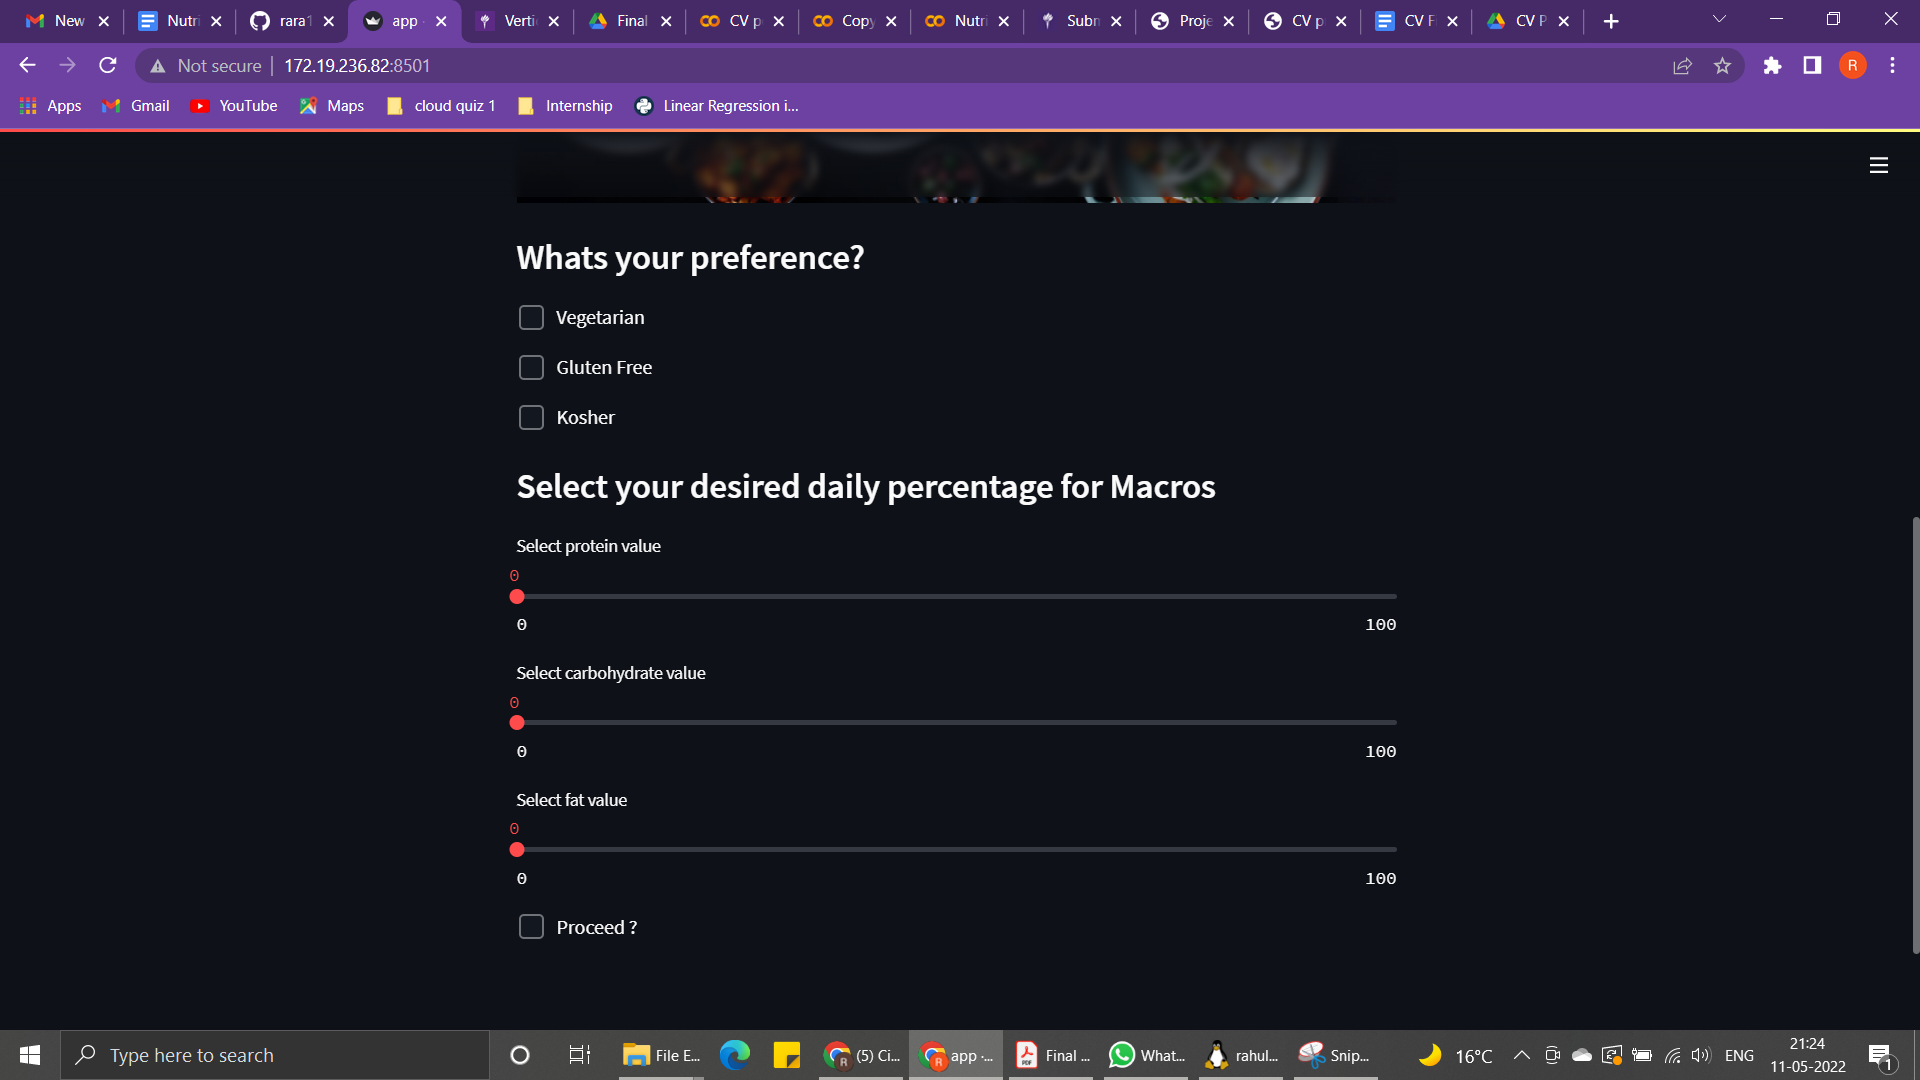 New
Nutri
rara1
app
Verti
Final
CV p
Copy
Nutri
Subm
Proje
CV p
CV Fi
CV P
Not secure
172.19.236.82:8501
R
Apps
Gmail
YouTube
Maps
cloud quiz 1
Internship
Linear Regression i...
Whats your preference?
Vegetarian
Gluten Free
Kosher
Select your desired daily percentage for Macros
Select protein value
0
0 100
Select carbohydrate value
0
0 100
Select fat value
0
0 100
Proceed ?
Type here to search
File E...
(5) Ci...
app ·...
Final ...
What...
rahul...
Snip...
16°C
ENG
21:24
11-05-2022
1